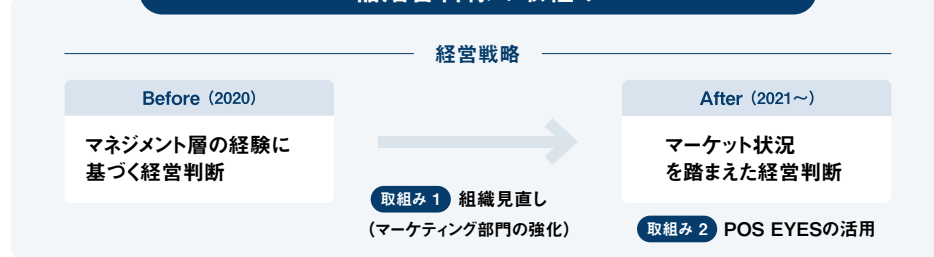 経営戦略
Before（2020）
マネジメント層の経験に
基づく経営判断
取組み 1 組織見直し
（マーケティング部門の強化）
After（2021〜）
マーケット状況
を踏まえた経営判断
取組み 2 POS EYESの活用